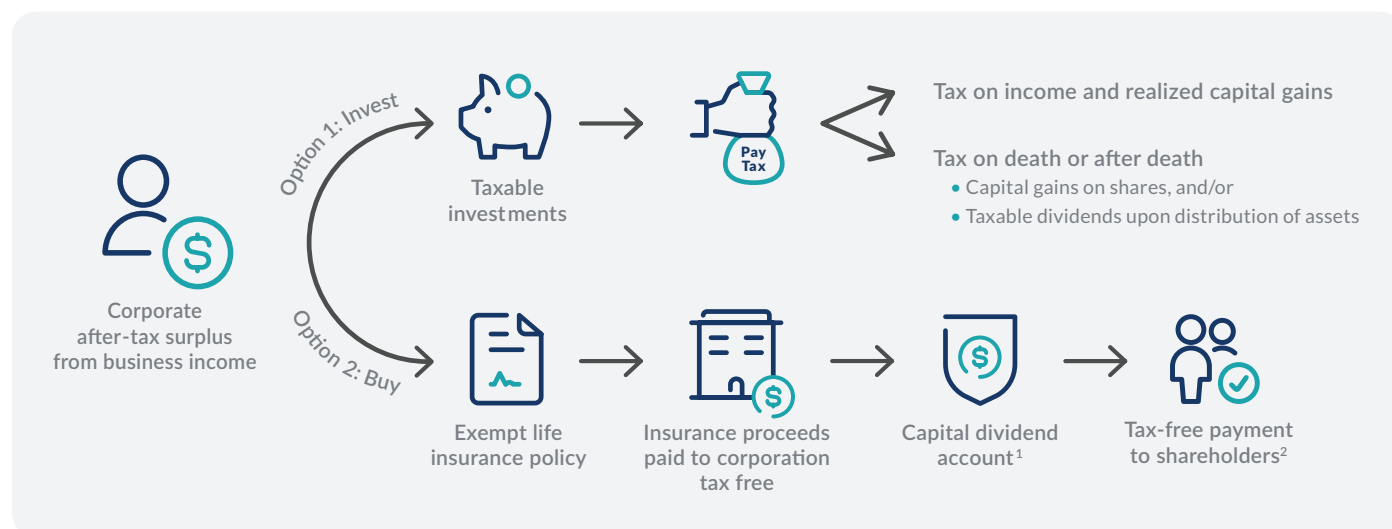 Corporate
after-tax surplus
from business income
Option 1: Invest
Taxable
investments
Pay
Tax
Tax on income and realized capital gains
Tax on death or after death
• Capital gains on shares, and/or
• Taxable dividends upon distribution of assets
Option 2: Buy
Exempt life
insurance policy
Insurance proceeds
paid to corporation
tax free
Capital dividend
account¹
Tax-free payment
to shareholders²